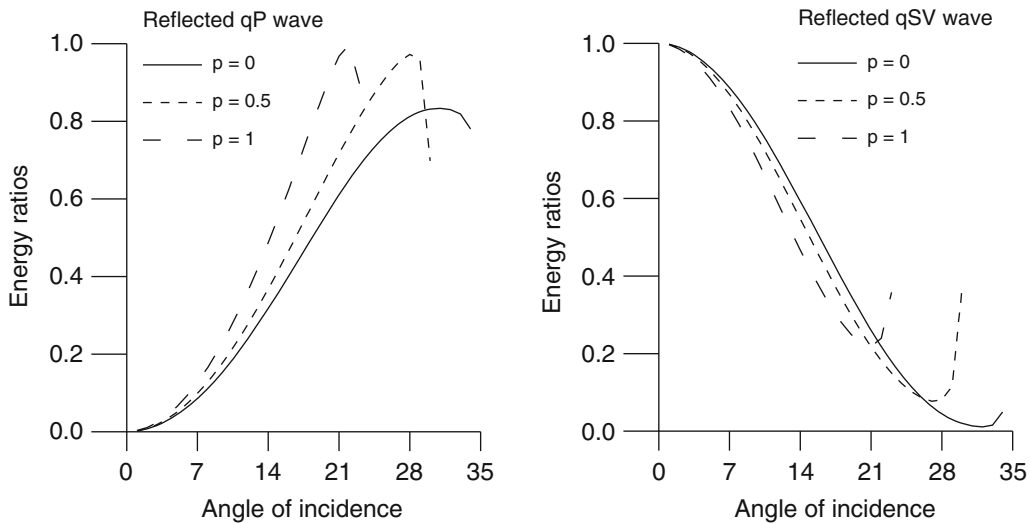 Reflected qP wave
p = 0
p = 0.5
p = 1
1.0
0.8
0.6
0.4
0.2
0.0
Energy ratios
0 7 14 21 28 35
Angle of incidence
Reflected qSV wave
p = 0
p = 0.5
p = 1
1.0
0.8
0.6
0.4
0.2
0.0
Energy ratios
0 7 14 21 28 35
Angle of incidence